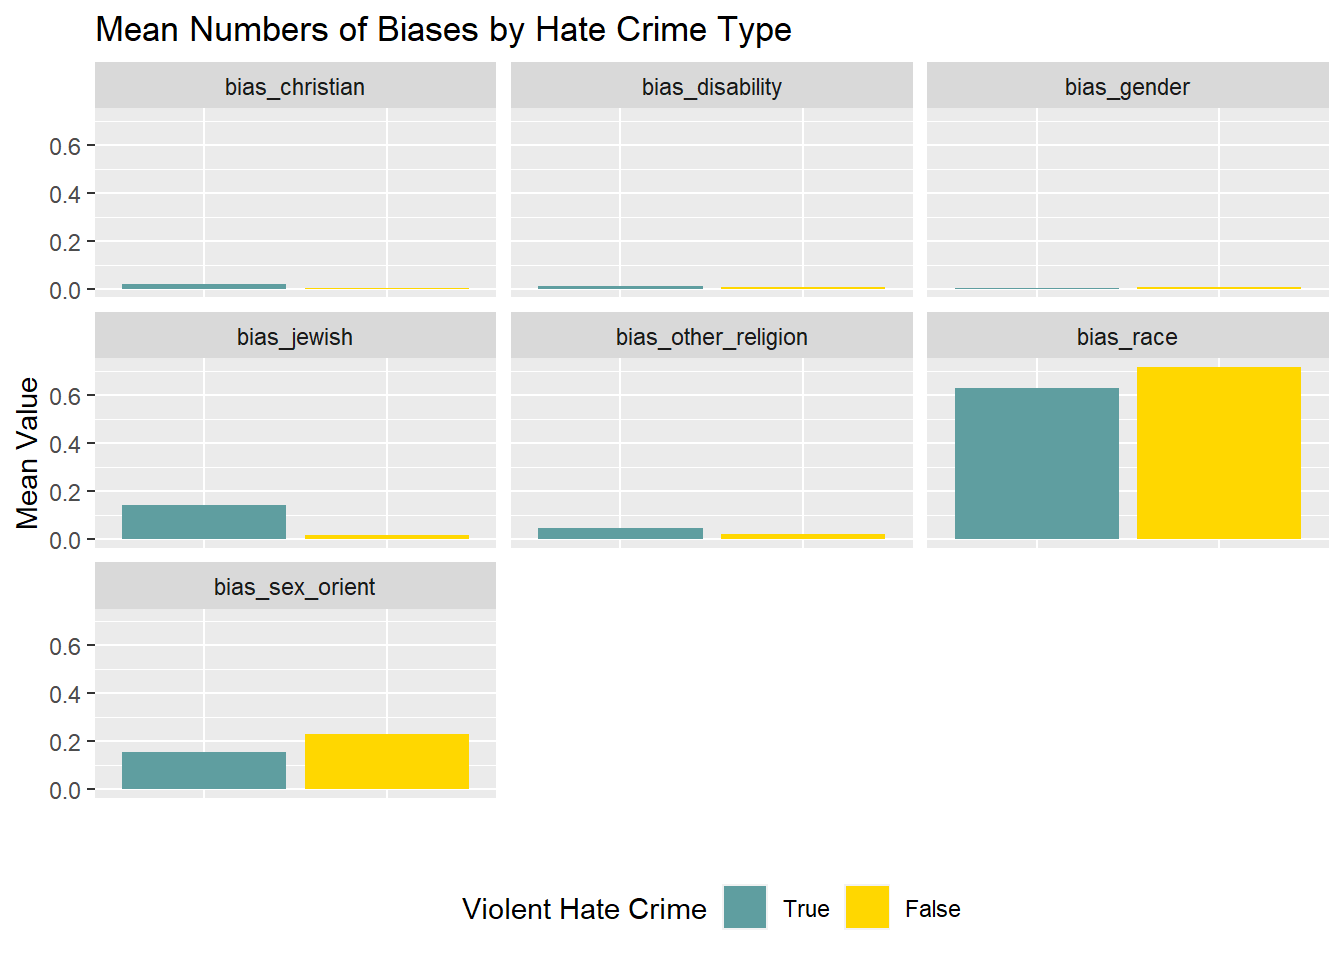 Mean Numbers of Biases by Hate Crime Type
bias_christian
bias_disability
bias_gender
0.6
0.4
0.2
0.0
bias_jewish
bias_other_religion
bias_race
Mean Value
0.6
0.4
0.2
0.0
bias_sex_orient
0.6
0.4
0.2
0.0
Violent Hate Crime True False